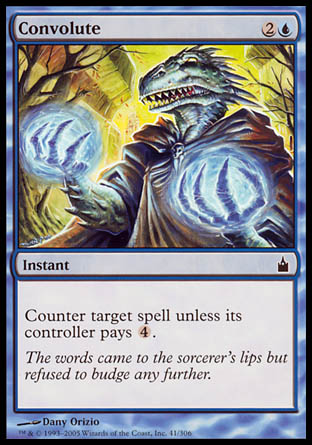 Convolute 2
Instant
Counter target spell unless its
controller pays 4.
The words came to the sorcerer's lips but
refused to budge any further.
Dany Orizio
™ & © 1993–2005 Wizards of the Coast, Inc. 41/306